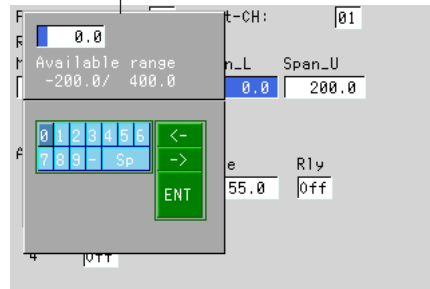 t-CH: 01
0.0
Available range
-200.0/ 400.0
Span_U
0.0 200.0
0 1 2 3 4 5 6 <-
7 8 9 - Sp ->
ENT
e Rly
55.0 Off
4 Off